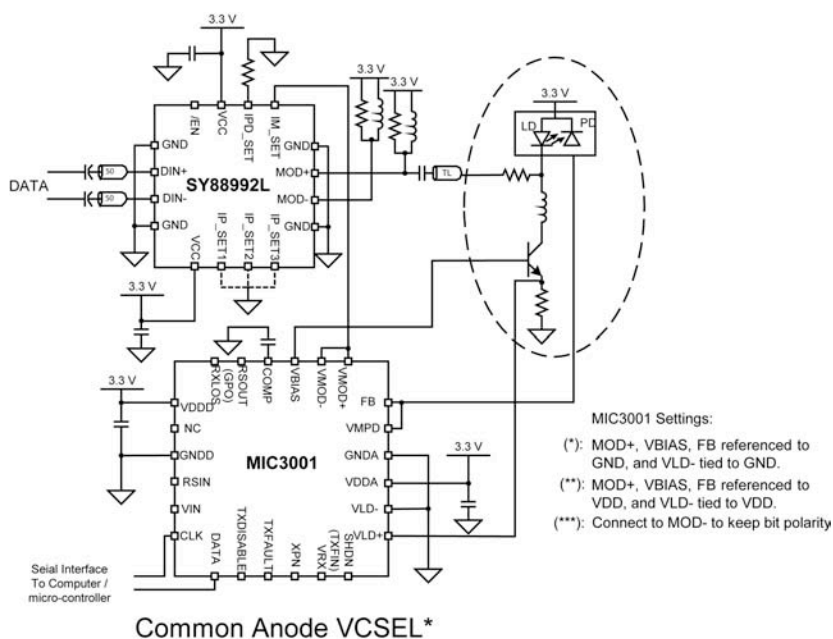 3.3 V
3.3 V
3.3 V
3.3 V
/EN
VCC
IPD_SET
IM_SET
LD
PD
GND
DIN+
DIN-
GND
50
50
DATA
SY88992L
GND
MOD+
MOD-
GND
TL
VCC
IP_SET1
IP_SET2
IP_SET3
3.3 V
RXLOS
RSOUT
(GPO)
COMP
VBIAS
VMOD-
VMOD+
3.3 V
VDDD
NC
GNDD
RSIN
VIN
CLK
MIC3001
FB
VMPD
GNDA
VDDA
VLD-
VLD+
3.3 V
DATA
TXDISABLE
TXFAULT
XPN
VRX
SHDN
(TXFIN)
Seial Interface
To Computer /
micro-controller
MIC3001 Settings:
(*): MOD+, VBIAS, FB referenced to
GND, and VLD- tied to GND.
(**): MOD+, VBIAS, FB referenced to
VDD, and VLD- tied to VDD.
(***): Connect to MOD- to keep bit polarity
Common Anode VCSEL*